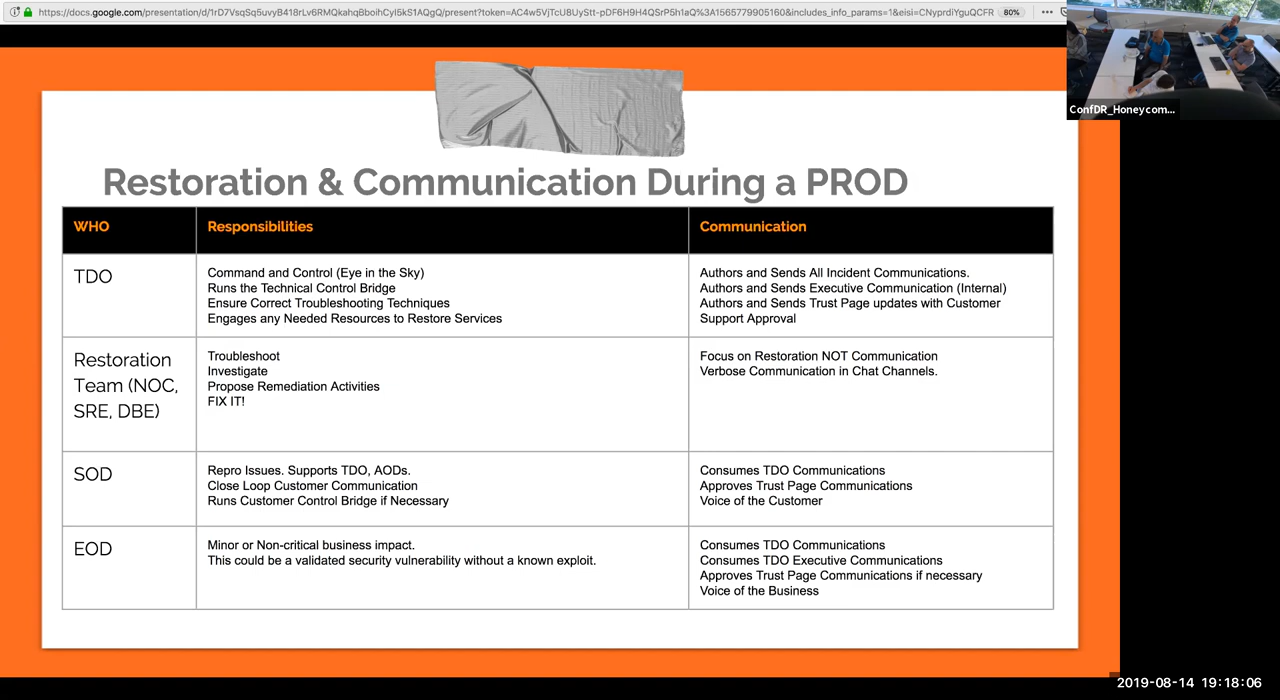 https://docs.google.com/presentation/d/1rD7VsqSq5uvyB418rLv6RMQkahqBboihCyI5kS1AQgQ/present?token=AC4w5VjTcU8UyStt-pDF6H9H4QSrP5h1aQ%3A1565779905160&includes_info_params=1&eisi=CNyprdiYguQCFR 80%
ConfDR_Honeycom...
Restoration & Communication During a PROD
WHO Responsibilities Communication
TDO
Command and Control (Eye in the Sky)
Runs the Technical Control Bridge
Ensure Correct Troubleshooting Techniques
Engages any Needed Resources to Restore Services
Authors and Sends All Incident Communications.
Authors and Sends Executive Communication (Internal)
Authors and Sends Trust Page updates with Customer
Support Approval
Restoration
Team (NOC,
SRE, DBE)
Troubleshoot
Investigate
Propose Remediation Activities
FIX IT!
Focus on Restoration NOT Communication
Verbose Communication in Chat Channels.
SOD
Repro Issues. Supports TDO, AODs.
Close Loop Customer Communication
Runs Customer Control Bridge if Necessary
Consumes TDO Communications
Approves Trust Page Communications
Voice of the Customer
EOD
Minor or Non-critical business impact.
This could be a validated security vulnerability without a known exploit.
Consumes TDO Communications
Consumes TDO Executive Communications
Approves Trust Page Communications if necessary
Voice of the Business
2019-08-14 19:18:06